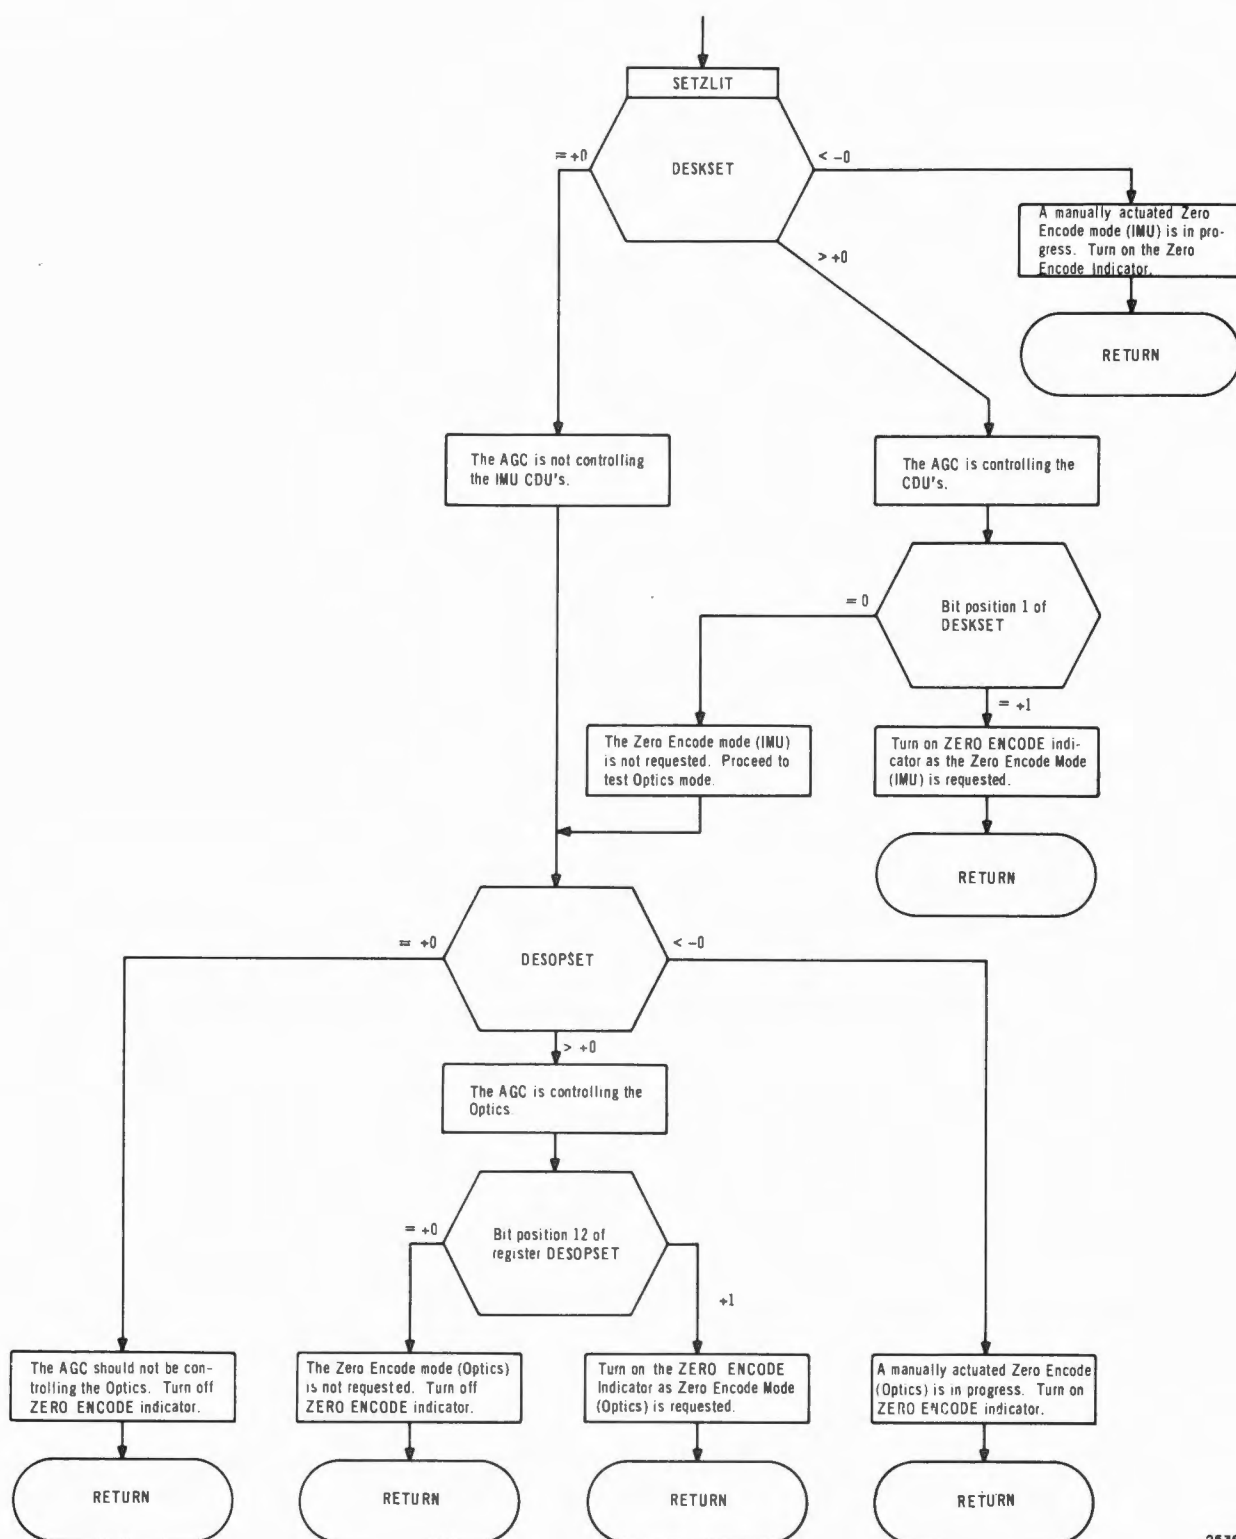 SETZLIT
= +0
DESKSET
< -0
> +0
A manually actuated Zero
Encode mode (IMU) is in pro-
gress. Turn on the Zero
Encode Indicator.
RETURN
The AGC is not controlling
the IMU CDU's.
The AGC is controlling the
CDU's.
= 0
Bit position 1 of
DESKSET
= +1
The Zero Encode mode (IMU)
is not requested. Proceed to
test Optics mode.
Turn on ZERO ENCODE indi-
cator as the Zero Encode Mode
(IMU) is requested.
RETURN
= +0
DESOPSET
< -0
> +0
The AGC is controlling the
Optics
= +0
Bit position 12 of
register DESOPSET
+1
The AGC should not be con-
trolling the Optics. Turn off
ZERO ENCODE indicator.
The Zero Encode mode (Optics)
is not requested. Turn off
ZERO ENCODE indicator.
Turn on the ZERO ENCODE
Indicator as Zero Encode Mode
(Optics) is requested.
A manually actuated Zero Encode
(Optics) is in progress. Turn on
ZERO ENCODE indicator.
RETURN
RETURN
RETURN
RETURN